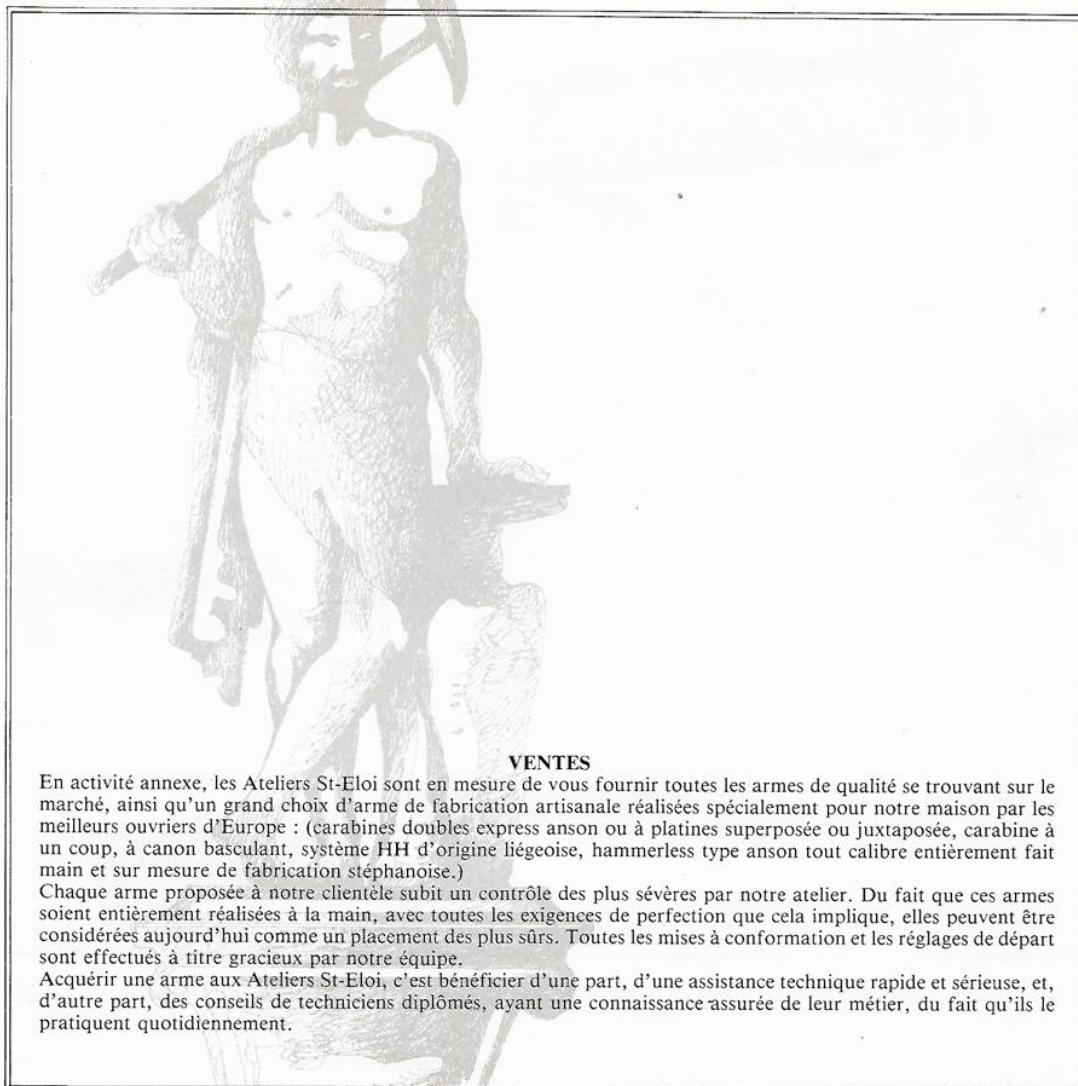 VENTES
En activité annexe, les Ateliers St-Eloi sont en mesure de vous fournir toutes les armes de qualité se trouvant sur le
marché, ainsi qu'un grand choix d'arme de fabrication artisanale réalisées spécialement pour notre maison par les
meilleurs ouvriers d'Europe : (carabines doubles express anson ou à platines superposée ou juxtaposée, carabine à
un coup, à canon basculant, système HH d'origine liégeoise, hammerless type anson tout calibre entièrement fait
main et sur mesure de fabrication stéphanoise.)
Chaque arme proposée à notre clientèle subit un contrôle des plus sévères par notre atelier. Du fait que ces armes
soient entièrement réalisées à la main, avec toutes les exigences de perfection que cela implique, elles peuvent être
considérées aujourd'hui comme un placement des plus sûrs. Toutes les mises à conformation et les réglages de départ
sont effectués à titre gracieux par notre équipe.
Acquérir une arme aux Ateliers St-Eloi, c'est bénéficier d'une part, d'une assistance technique rapide et sérieuse, et,
d'autre part, des conseils de techniciens diplômés, ayant une connaissance assurée de leur métier, du fait qu'ils le
pratiquent quotidiennement.